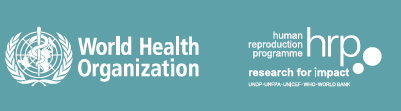 World Health
Organization
human
reproduction
programme
hrp
research for impact
UNDP·UNFPA·UNICEF·WHO·WORLD BANK